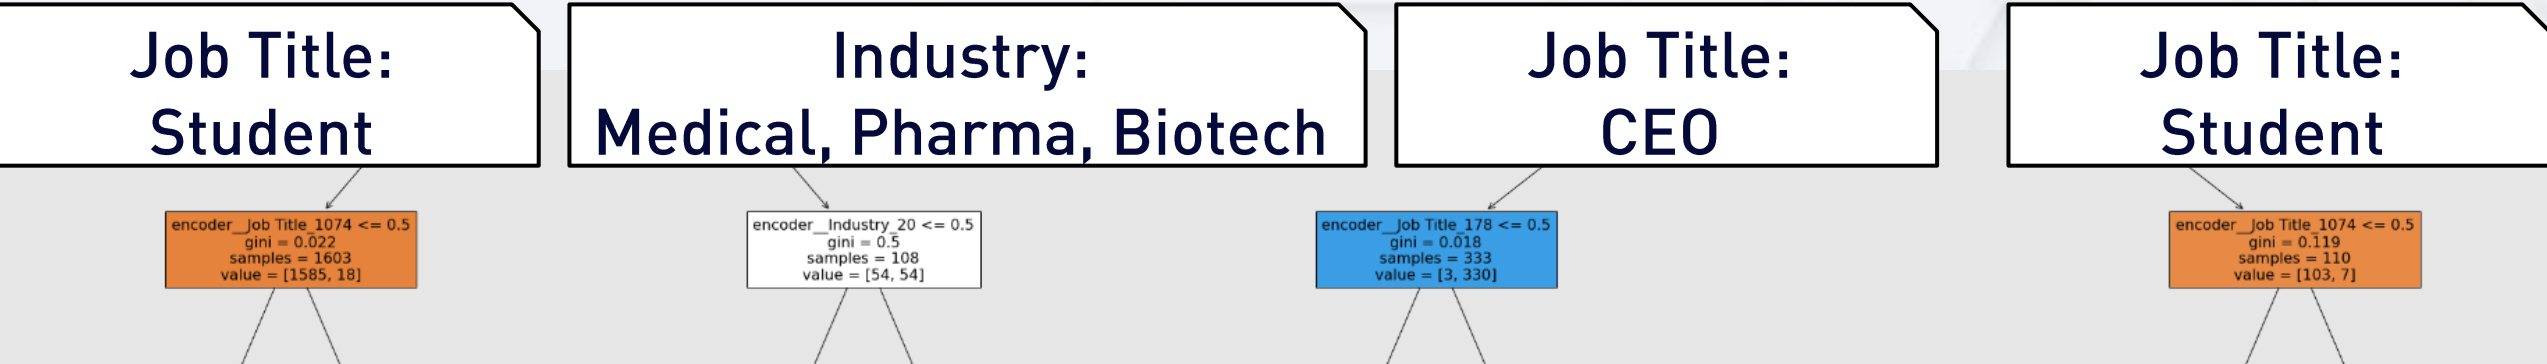 Job Title:
Student
Industry:
Medical, Pharma, Biotech
Job Title:
CEO
Job Title:
Student
encoder__Job Title_1074 <= 0.5
gini = 0.022
samples = 1603
value = [1585, 18]
encoder__Industry_20 <= 0.5
gini = 0.5
samples = 108
value = [54, 54]
encoder__Job Title_178 <= 0.5
gini = 0.018
samples = 333
value = [3, 330]
encoder__Job Title_1074 <= 0.5
gini = 0.119
samples = 110
value = [103, 7]